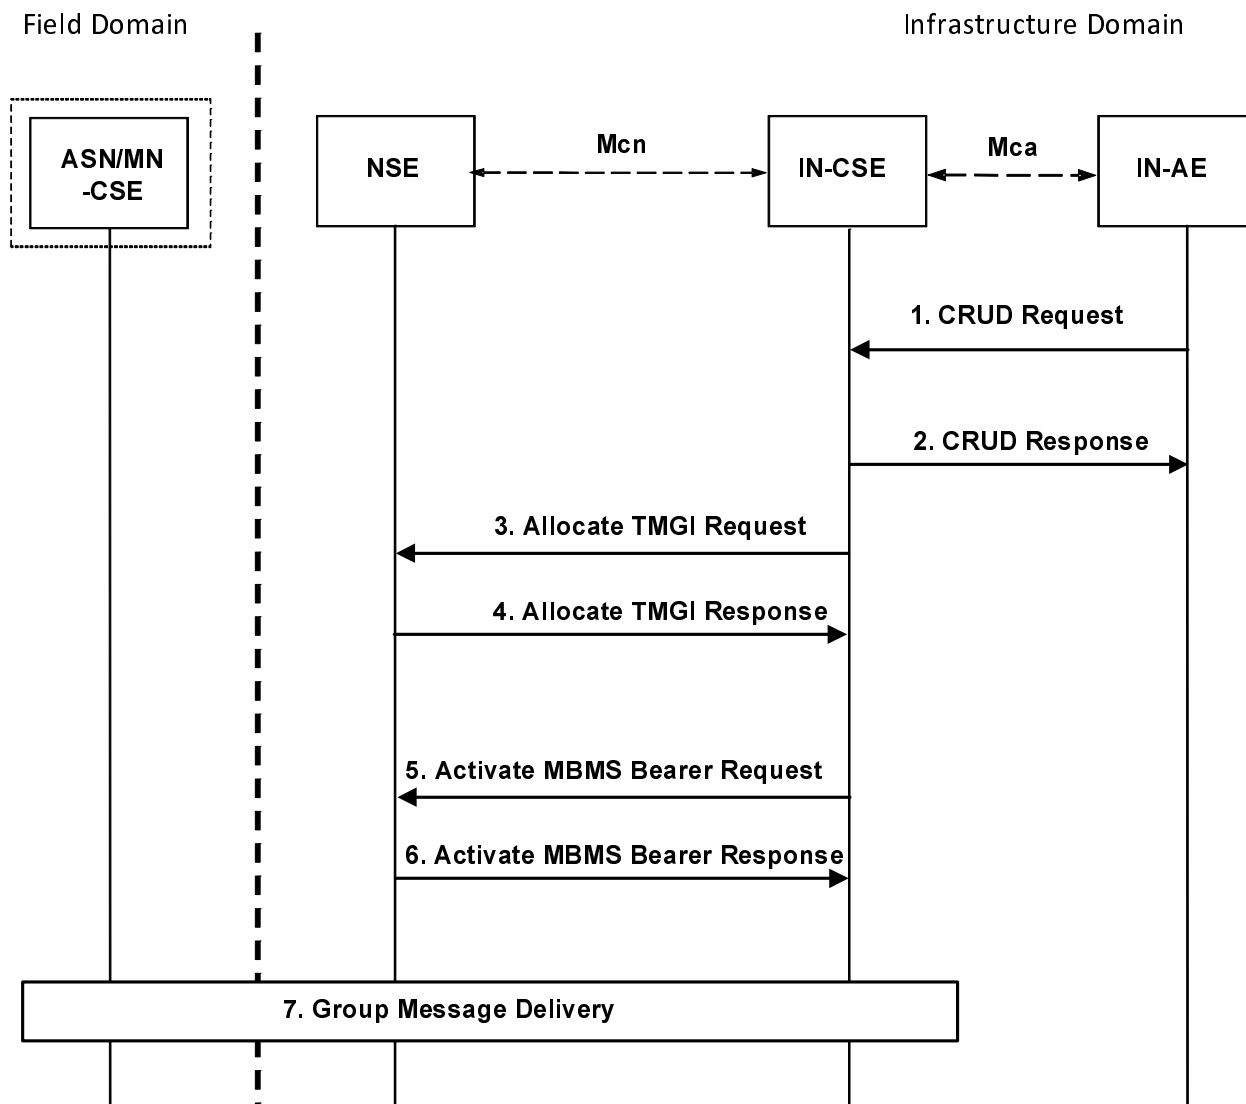 Field Domain
Infrastructure Domain
ASN/MN
-CSE
NSE
Mcn
IN-CSE
Mca
IN-AE
1. CRUD Request
2. CRUD Response
3. Allocate TMGI Request
4. Allocate TMGI Response
5. Activate MBMS Bearer Request
6. Activate MBMS Bearer Response
7. Group Message Delivery